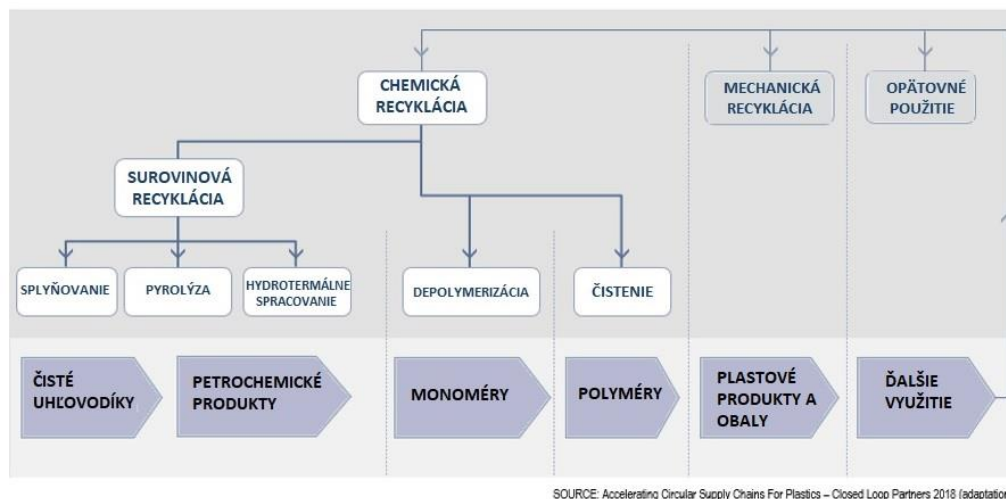 CHEMICKÁ
RECYKLÁCIA
MECHANICKÁ
RECYKLÁCIA
OPÄTOVNÉ
POUŽITIE
SUROVINOVÁ
RECYKLÁCIA
SPLYŇOVANIE
PYROLÝZA
HYDROTERMÁLNE
SPRACOVANIE
DEPOLYMERIZÁCIA
ČISTENIE
ČISTÉ
UHĽOVODÍKY
PETROCHEMICKÉ
PRODUKTY
MONOMÉRY
POLYMÉRY
PLASTOVÉ
PRODUKTY A
OBALY
ĎALŠIE
VYUŽITIE
SOURCE: Accelerating Circular Supply Chains For Plastics – Closed Loop Partners 2018 (adaptatio